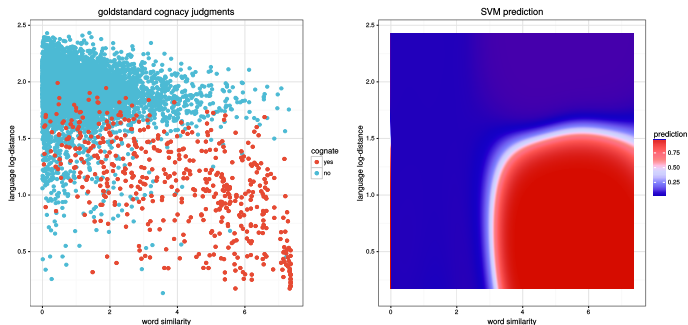 goldstandard cognacy judgments
2.5
2.0
1.5
1.0
0.5
language log-distance
0
2
4
6
word similarity
cognate
yes
no
SVM prediction
2.5
2.0
1.5
1.0
0.5
language log-distance
0
2
4
6
word similarity
prediction
0.75
0.50
0.25